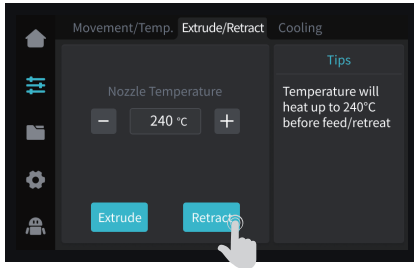 Movement/Temp. Extrude/Retract Cooling
Nozzle Temperature
− 240 °C +
Extrude Retract
Tips
Temperature will
heat up to 240°C
before feed/retreat